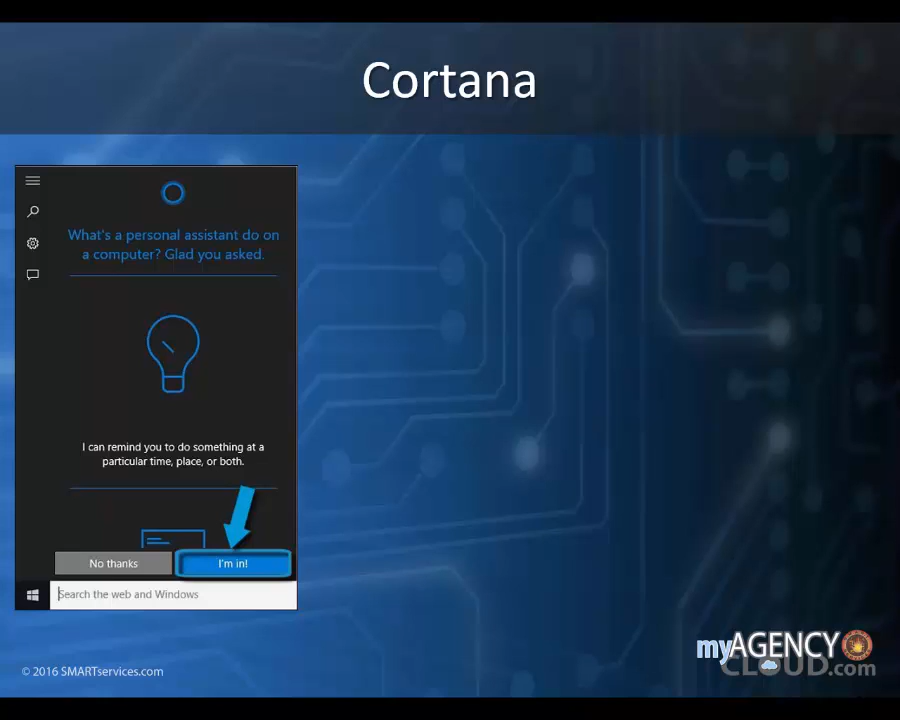 Cortana
What's a personal assistant do on
a computer? Glad you asked.
I can remind you to do something at a
particular time, place, or both.
No thanks
I'm in!
Search the web and Windows
© 2016 SMARTservices.com
myAGENCY
CLOUD.com